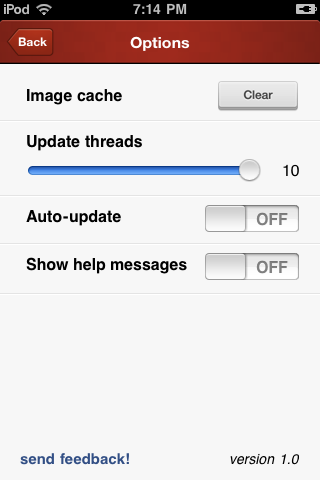 iPod 7:14 PM
Back Options
Image cache Clear
Update threads
10
Auto-update OFF
Show help messages OFF
send feedback! version 1.0